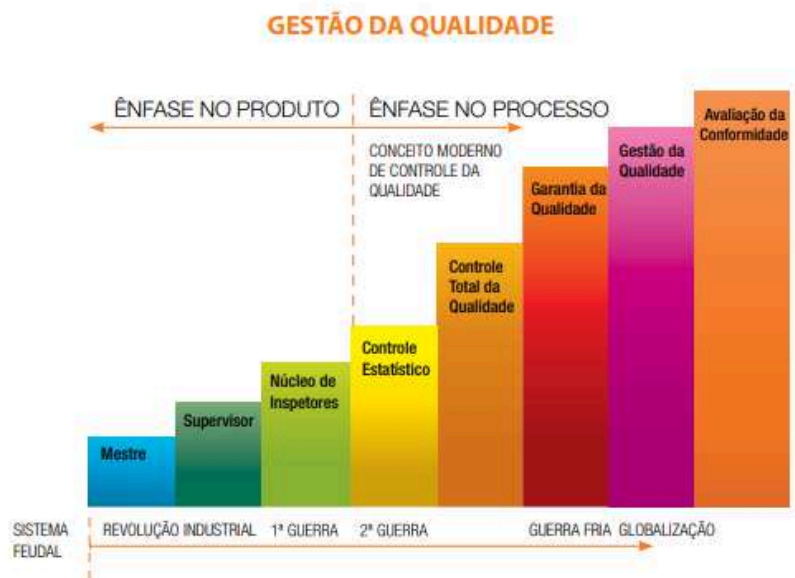 GESTÃO DA QUALIDADE
ÊNFASE NO PRODUTO
ÊNFASE NO PROCESSO
CONCEITO MODERNO
DE CONTROLE DA
QUALIDADE
Mestre
Supervisor
Núcleo de
Inspetores
Controle
Estatístico
Controle
Total da
Qualidade
Garantia da
Qualidade
Gestão da
Qualidade
Avaliação da
Conformidade
SISTEMA
FEUDAL
REVOLUÇÃO INDUSTRIAL
1ª GUERRA
2ª GUERRA
GUERRA FRIA
GLOBALIZAÇÃO